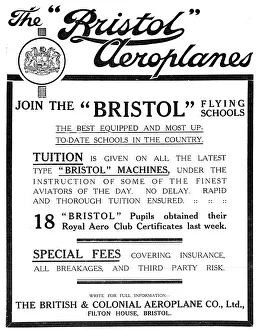 The "Bristol"
Aeroplanes
JOIN THE "BRISTOL" FLYING
SCHOOLS
THE BEST EQUIPPED AND MOST UP-
TO-DATE SCHOOLS IN THE COUNTRY.
TUITION IS GIVEN ON ALL THE LATEST
TYPE "BRISTOL" MACHINES, UNDER THE
INSTRUCTION OF SOME OF THE FINEST
AVIATORS OF THE DAY. NO DELAY. RAPID
AND THOROUGH TUITION ENSURED. :: :: ::
18 "BRISTOL" Pupils obtained their
Royal Aero Club Certificates last week.
SPECIAL FEES COVERING INSURANCE,
ALL BREAKAGES, AND THIRD PARTY RISK.
WRITE FOR FULL INFORMATION:
THE BRITISH & COLONIAL AEROPLANE CO., Ltd.,
FILTON HOUSE, BRISTOL.